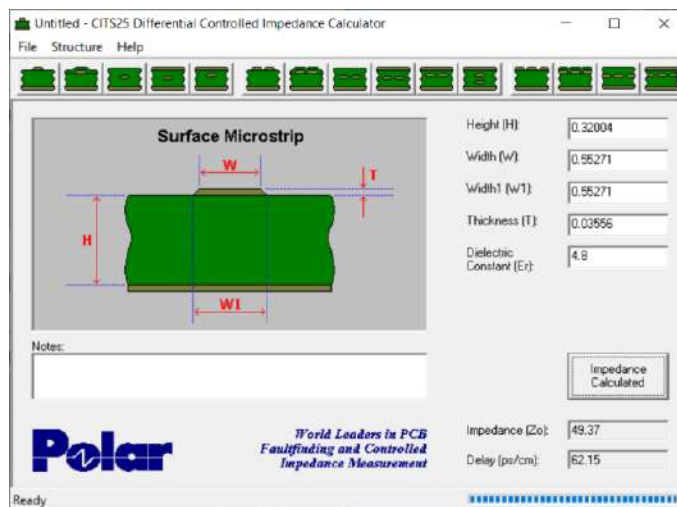 Untitled - CITS25 Differential Controlled Impedance Calculator
File Structure Help
Surface Microstrip
W
T
H
W1
Height (H): 0.32004
Width (W): 0.55271
Width1 (W1): 0.55271
Thickness (T): 0.03556
Dielectric
Constant (Er): 4.8
Notes:
Impedance
Calculated
Polar
World Leaders in PCB
Faultfinding and Controlled
Impedance Measurement
Impedance (Zo): 49.37
Delay (ps/cm): 62.15
Ready